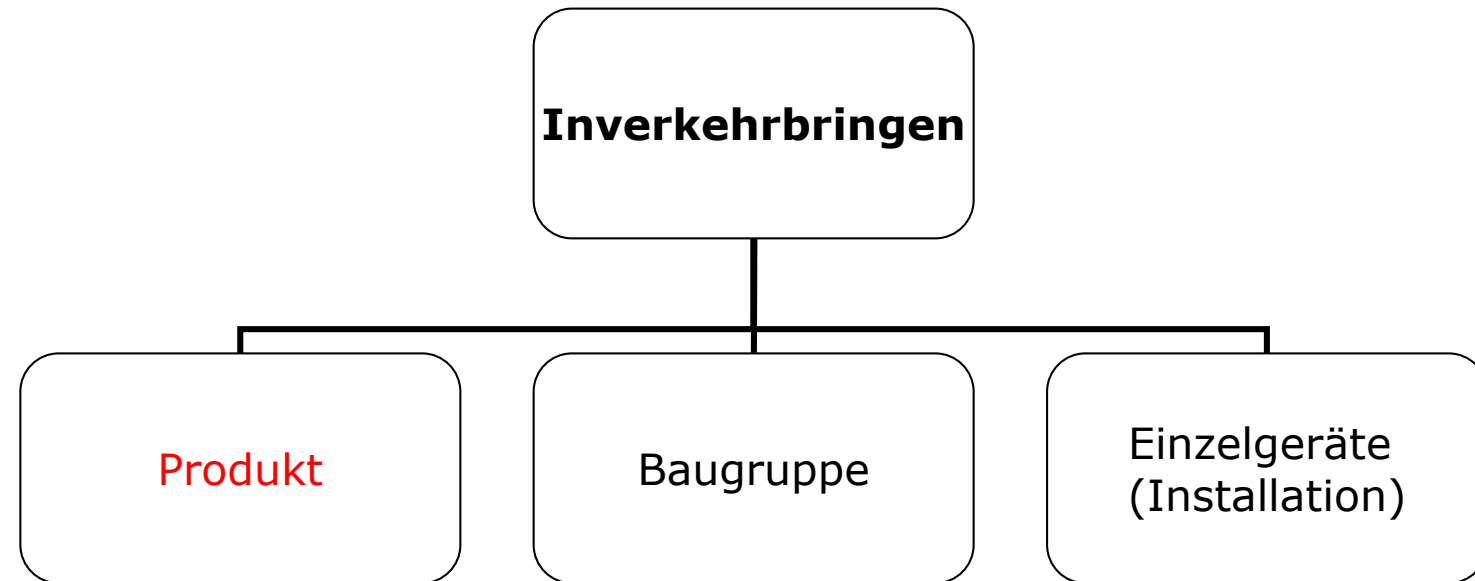 Inverkehrbringen
Produkt
Baugruppe
Einzelgeräte
(Installation)